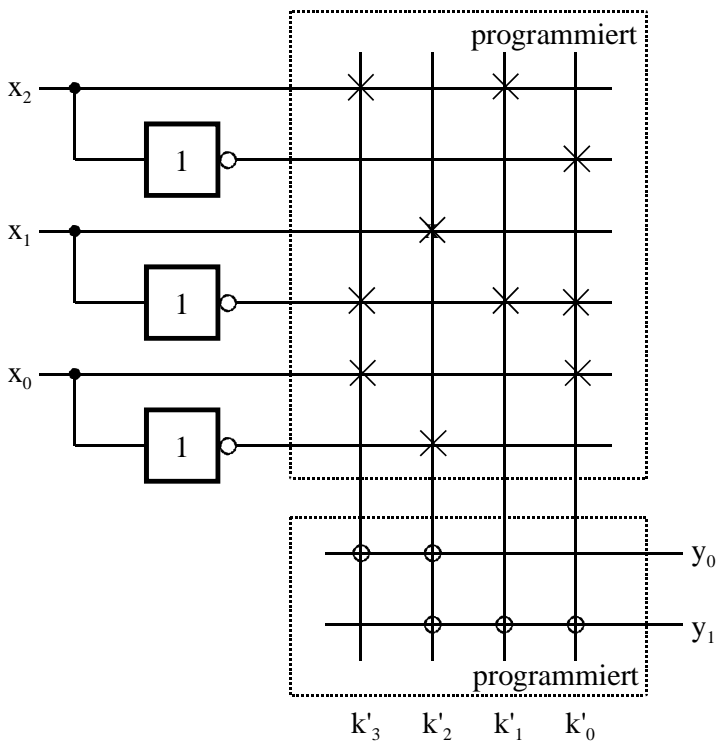 programmiert
x₂
1
x₁
1
x₀
1
y₀
y₁
programmiert
k'₃ k'₂ k'₁ k'₀